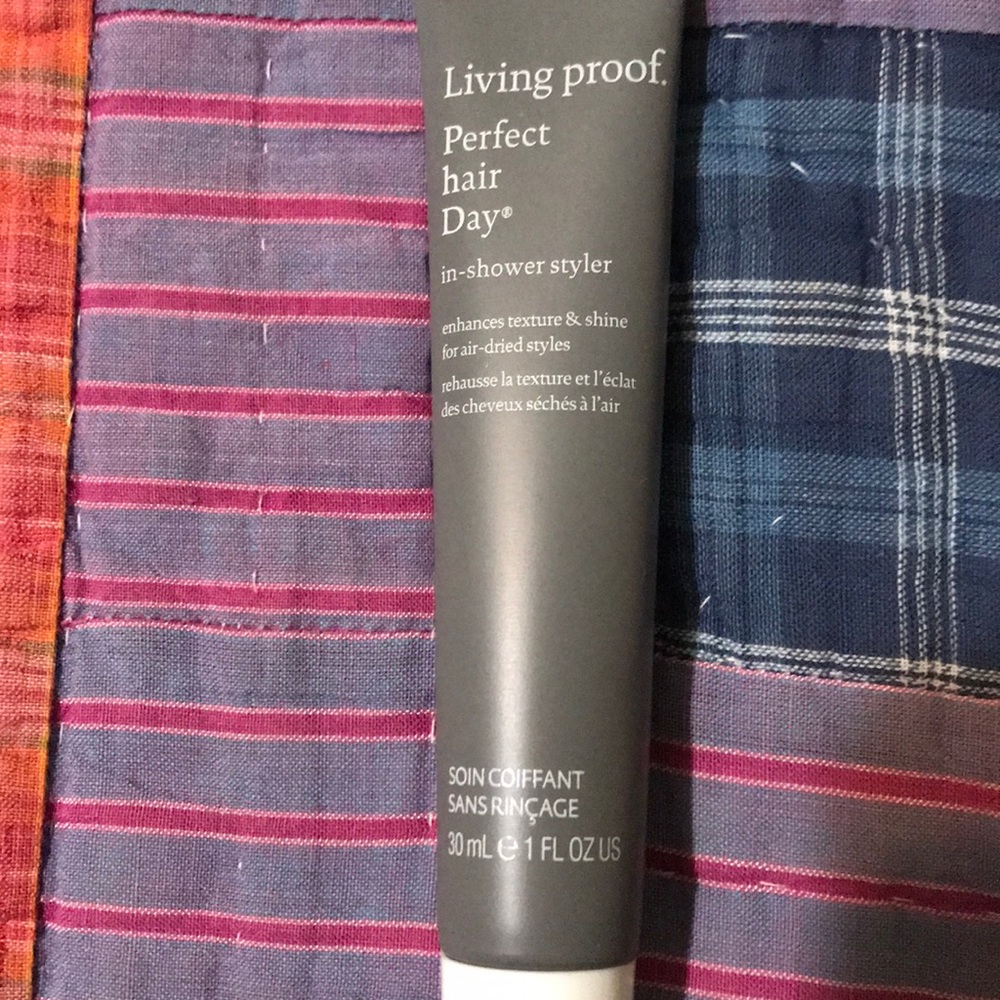 Living proof.
Perfect
hair
Day®
in-shower styler
enhances texture & shine
for air-dried styles
rehausse la texture et l'éclat
des cheveux séchés à l'air
SOIN COIFFANT
SANS RINÇAGE
30 mL ℮ 1 FL OZ US